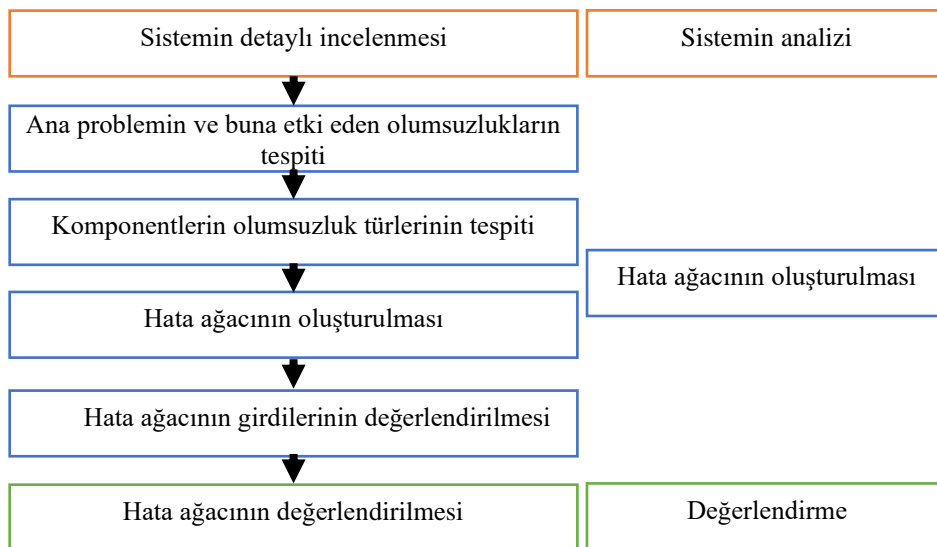 Sistemin detaylı incelenmesi
Sistemin analizi
Ana problemin ve buna etki eden olumsuzlukların
tespiti
Komponentlerin olumsuzluk türlerinin tespiti
Hata ağacının oluşturulması
Hata ağacının oluşturulması
Hata ağacının girdilerinin değerlendirilmesi
Hata ağacının değerlendirilmesi
Değerlendirme